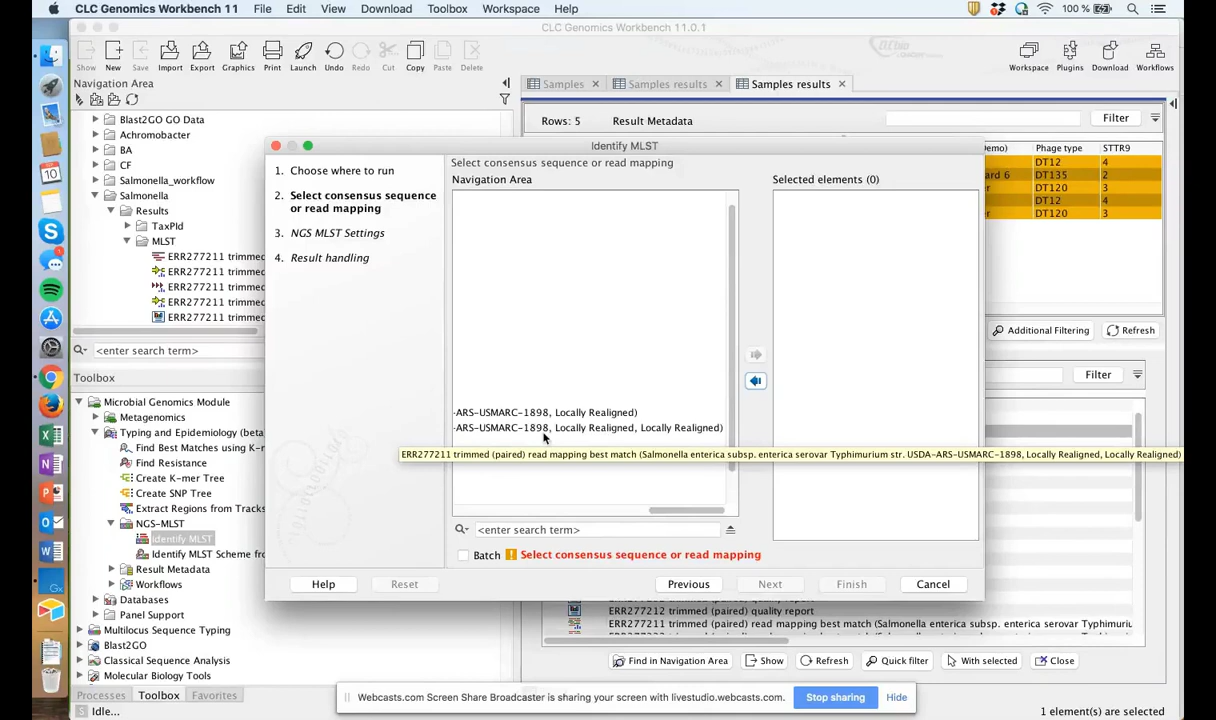 CLC Genomics Workbench 11 File Edit View Download Toolbox Workspace Help 100 %
CLC Genomics Workbench 11.0.1
Show New Save Import Export Graphics Print Launch Undo Redo Cut Copy Paste Delete Workspace Plugins Download Workflows
Navigation Area
Samples Samples results Samples results
Blast2GO GO Data
Achromobacter
BA
CF
Salmonella_workflow
Salmonella
Results
TaxPId
MLST
ERR277211 trimmed
ERR277211 trimmed
ERR277211 trimmed
ERR277211 trimmed
ERR277211 trimmed
<enter search term>
Toolbox
Microbial Genomics Module
Metagenomics
Typing and Epidemiology (beta
Find Best Matches using K-
Find Resistance
Create K-mer Tree
Create SNP Tree
Extract Regions from Tracks
NGS-MLST
Identify MLST
Identify MLST Scheme fro
Result Metadata
Workflows
Databases
Panel Support
Multilocus Sequence Typing
Blast2GO
Classical Sequence Analysis
Molecular Biology Tools
Processes Toolbox Favorites
Idle...
Rows: 5 Result Metadata Filter
Demo) Phage type STTR9
DT12 4
ard 6 DT135 2
er DT120 3
DT12 4
er DT120 3
Additional Filtering Refresh
Filter
Identify MLST
1. Choose where to run
2. Select consensus sequence
or read mapping
3. NGS MLST Settings
4. Result handling
Select consensus sequence or read mapping
Navigation Area
Selected elements (0)
-ARS-USMARC-1898, Locally Realigned)
-ARS-USMARC-1898, Locally Realigned, Locally Realigned)
ERR277211 trimmed (paired) read mapping best match (Salmonella enterica subsp. enterica serovar Typhimurium str. USDA-ARS-USMARC-1898, Locally Realigned, Locally Realigned)
<enter search term>
Batch Select consensus sequence or read mapping
Help Reset Previous Next Finish Cancel
ERR277212 trimmed (paired) quality report
ERR277212 trimmed (paired) read mapping best match (Salmonella enterica subsp. enterica serovar Typhimuriu
Find in Navigation Area Show Refresh Quick filter With selected Close
Webcasts.com Screen Share Broadcaster is sharing your screen with livestudio.webcasts.com. Stop sharing Hide
1 element(s) are selected